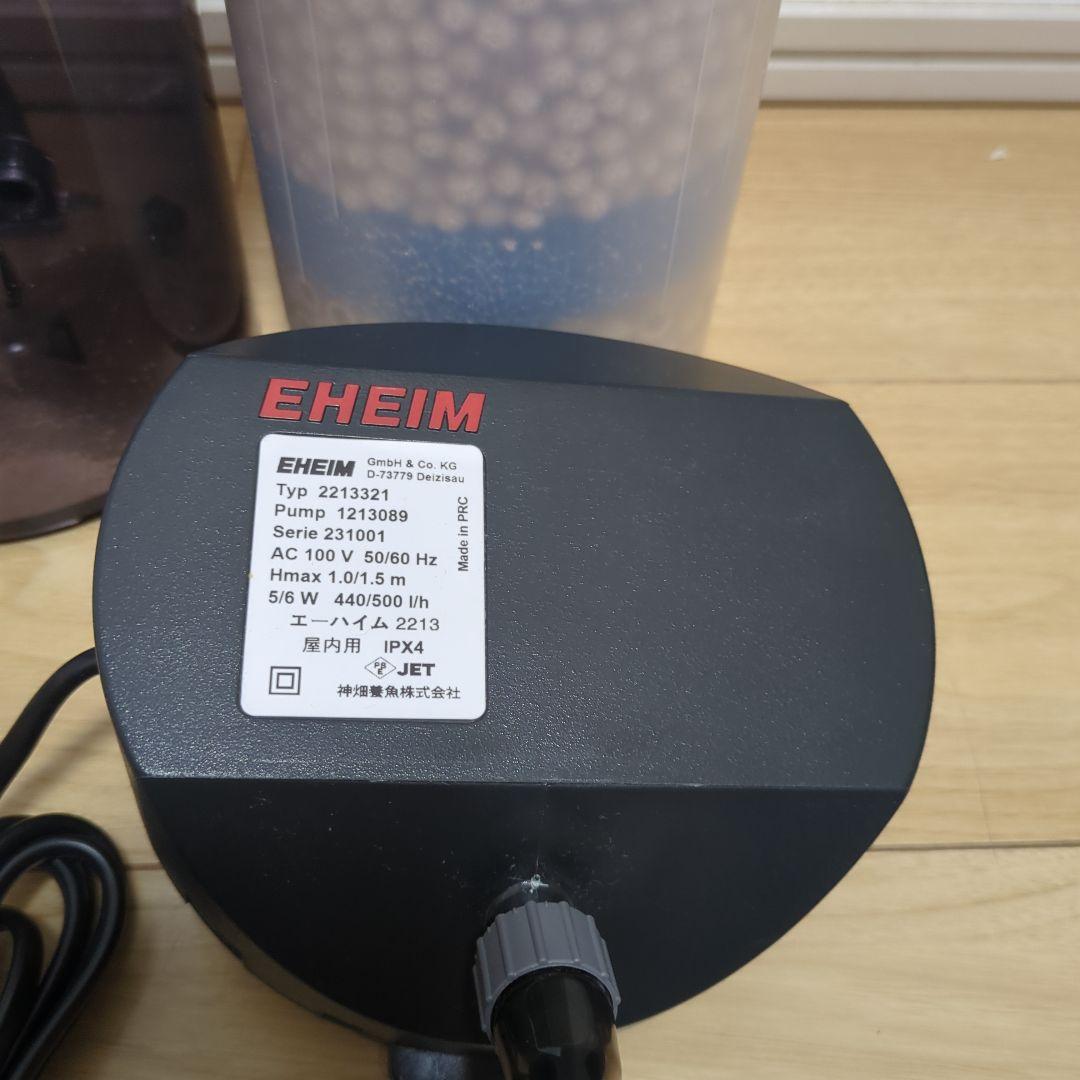 EHEIM
EHEIM GmbH & Co. KG
D-73779 Deizisau
Typ 2213321
Pump 1213089
Serie 231001
AC 100 V 50/60 Hz
Hmax 1.0/1.5 m
5/6 W 440/500 l/h
エーハイム 2213
屋内用 IPX4
PS E JET
神畑養魚株式会社
Made in PRC